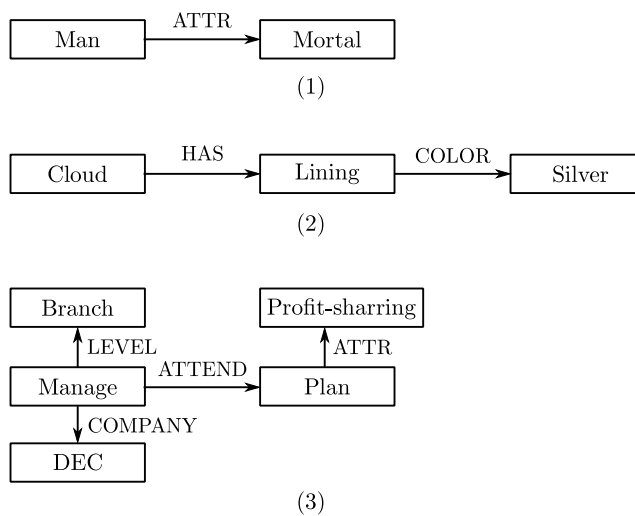 ATTR
Man Mortal
(1)
HAS COLOR
Cloud Lining Silver
(2)
Branch Profit-sharring
LEVEL ATTR
ATTEND
Manage Plan
COMPANY
DEC
(3)